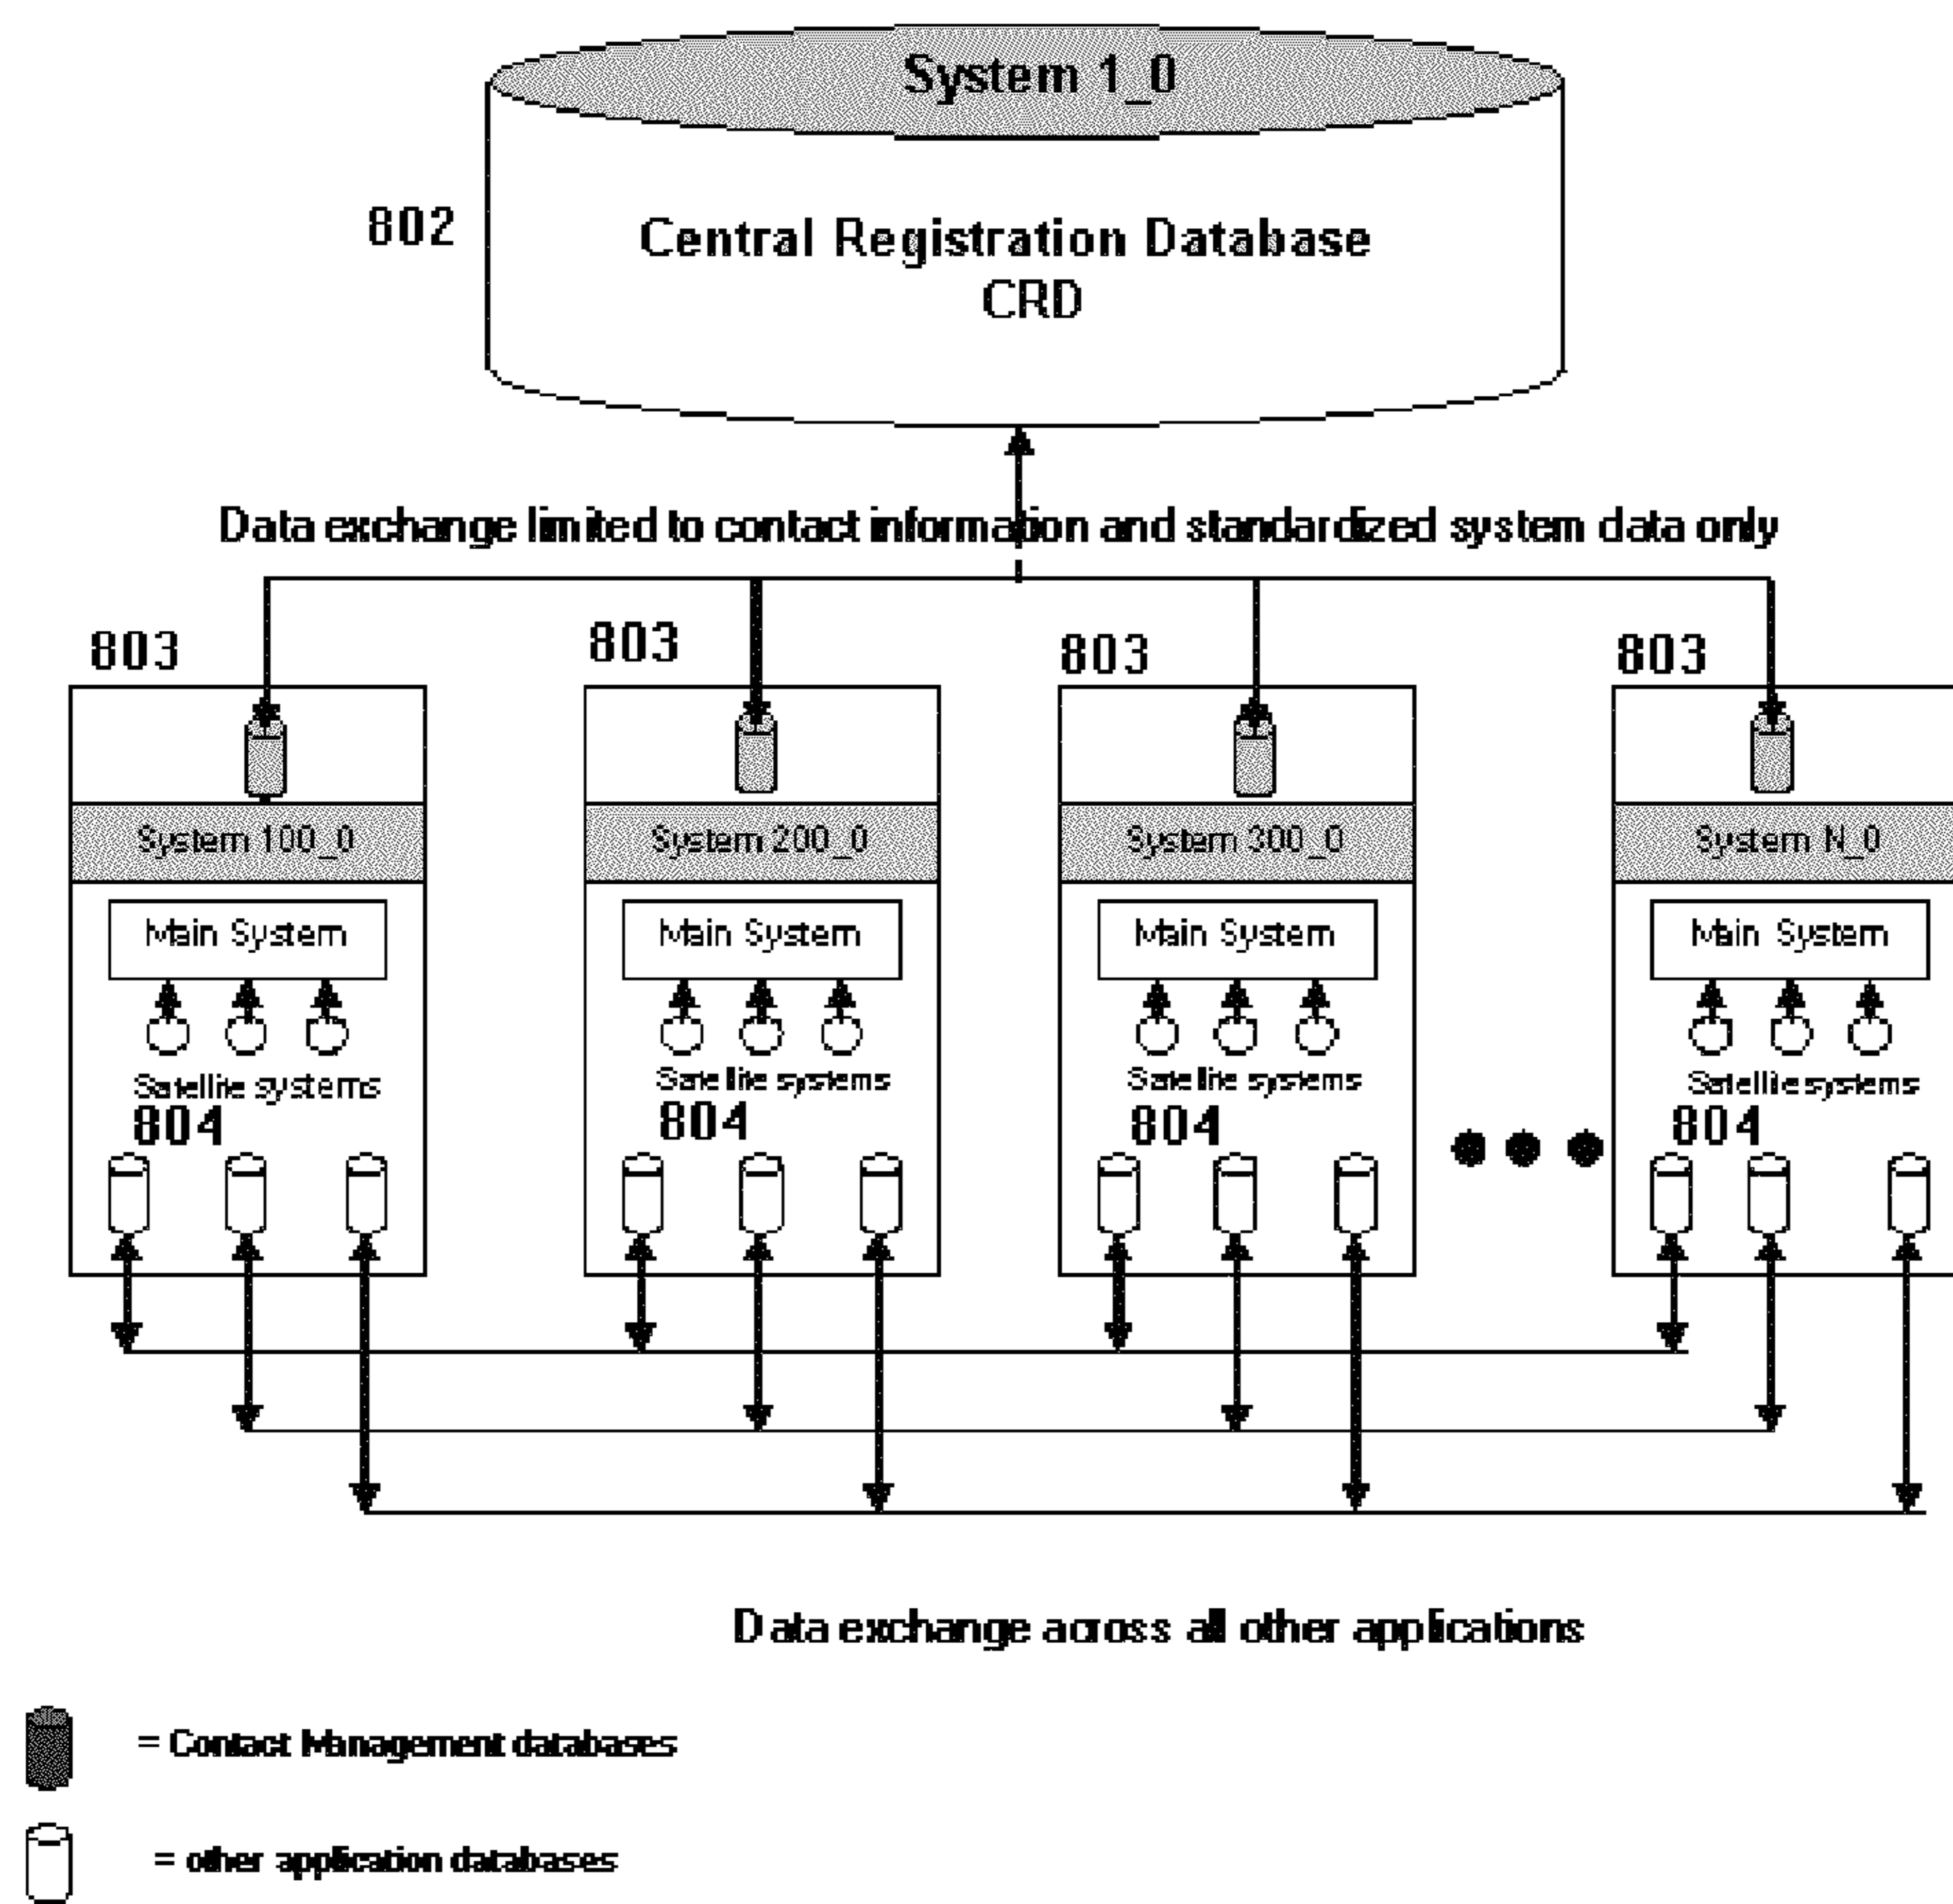 System 1_0
802
Central Registration Database
CRD
Data exchange limited to contact information and standardized system data only
803
803
803
803
System 100_0
System 200_0
System 300_0
System N_0
Main System
Main System
Main System
Main System
Satellite systems
Satellite systems
Satellite systems
Satellite systems
804
804
804
804
Data exchange across all other applications
= Contact Management databases
= other application databases